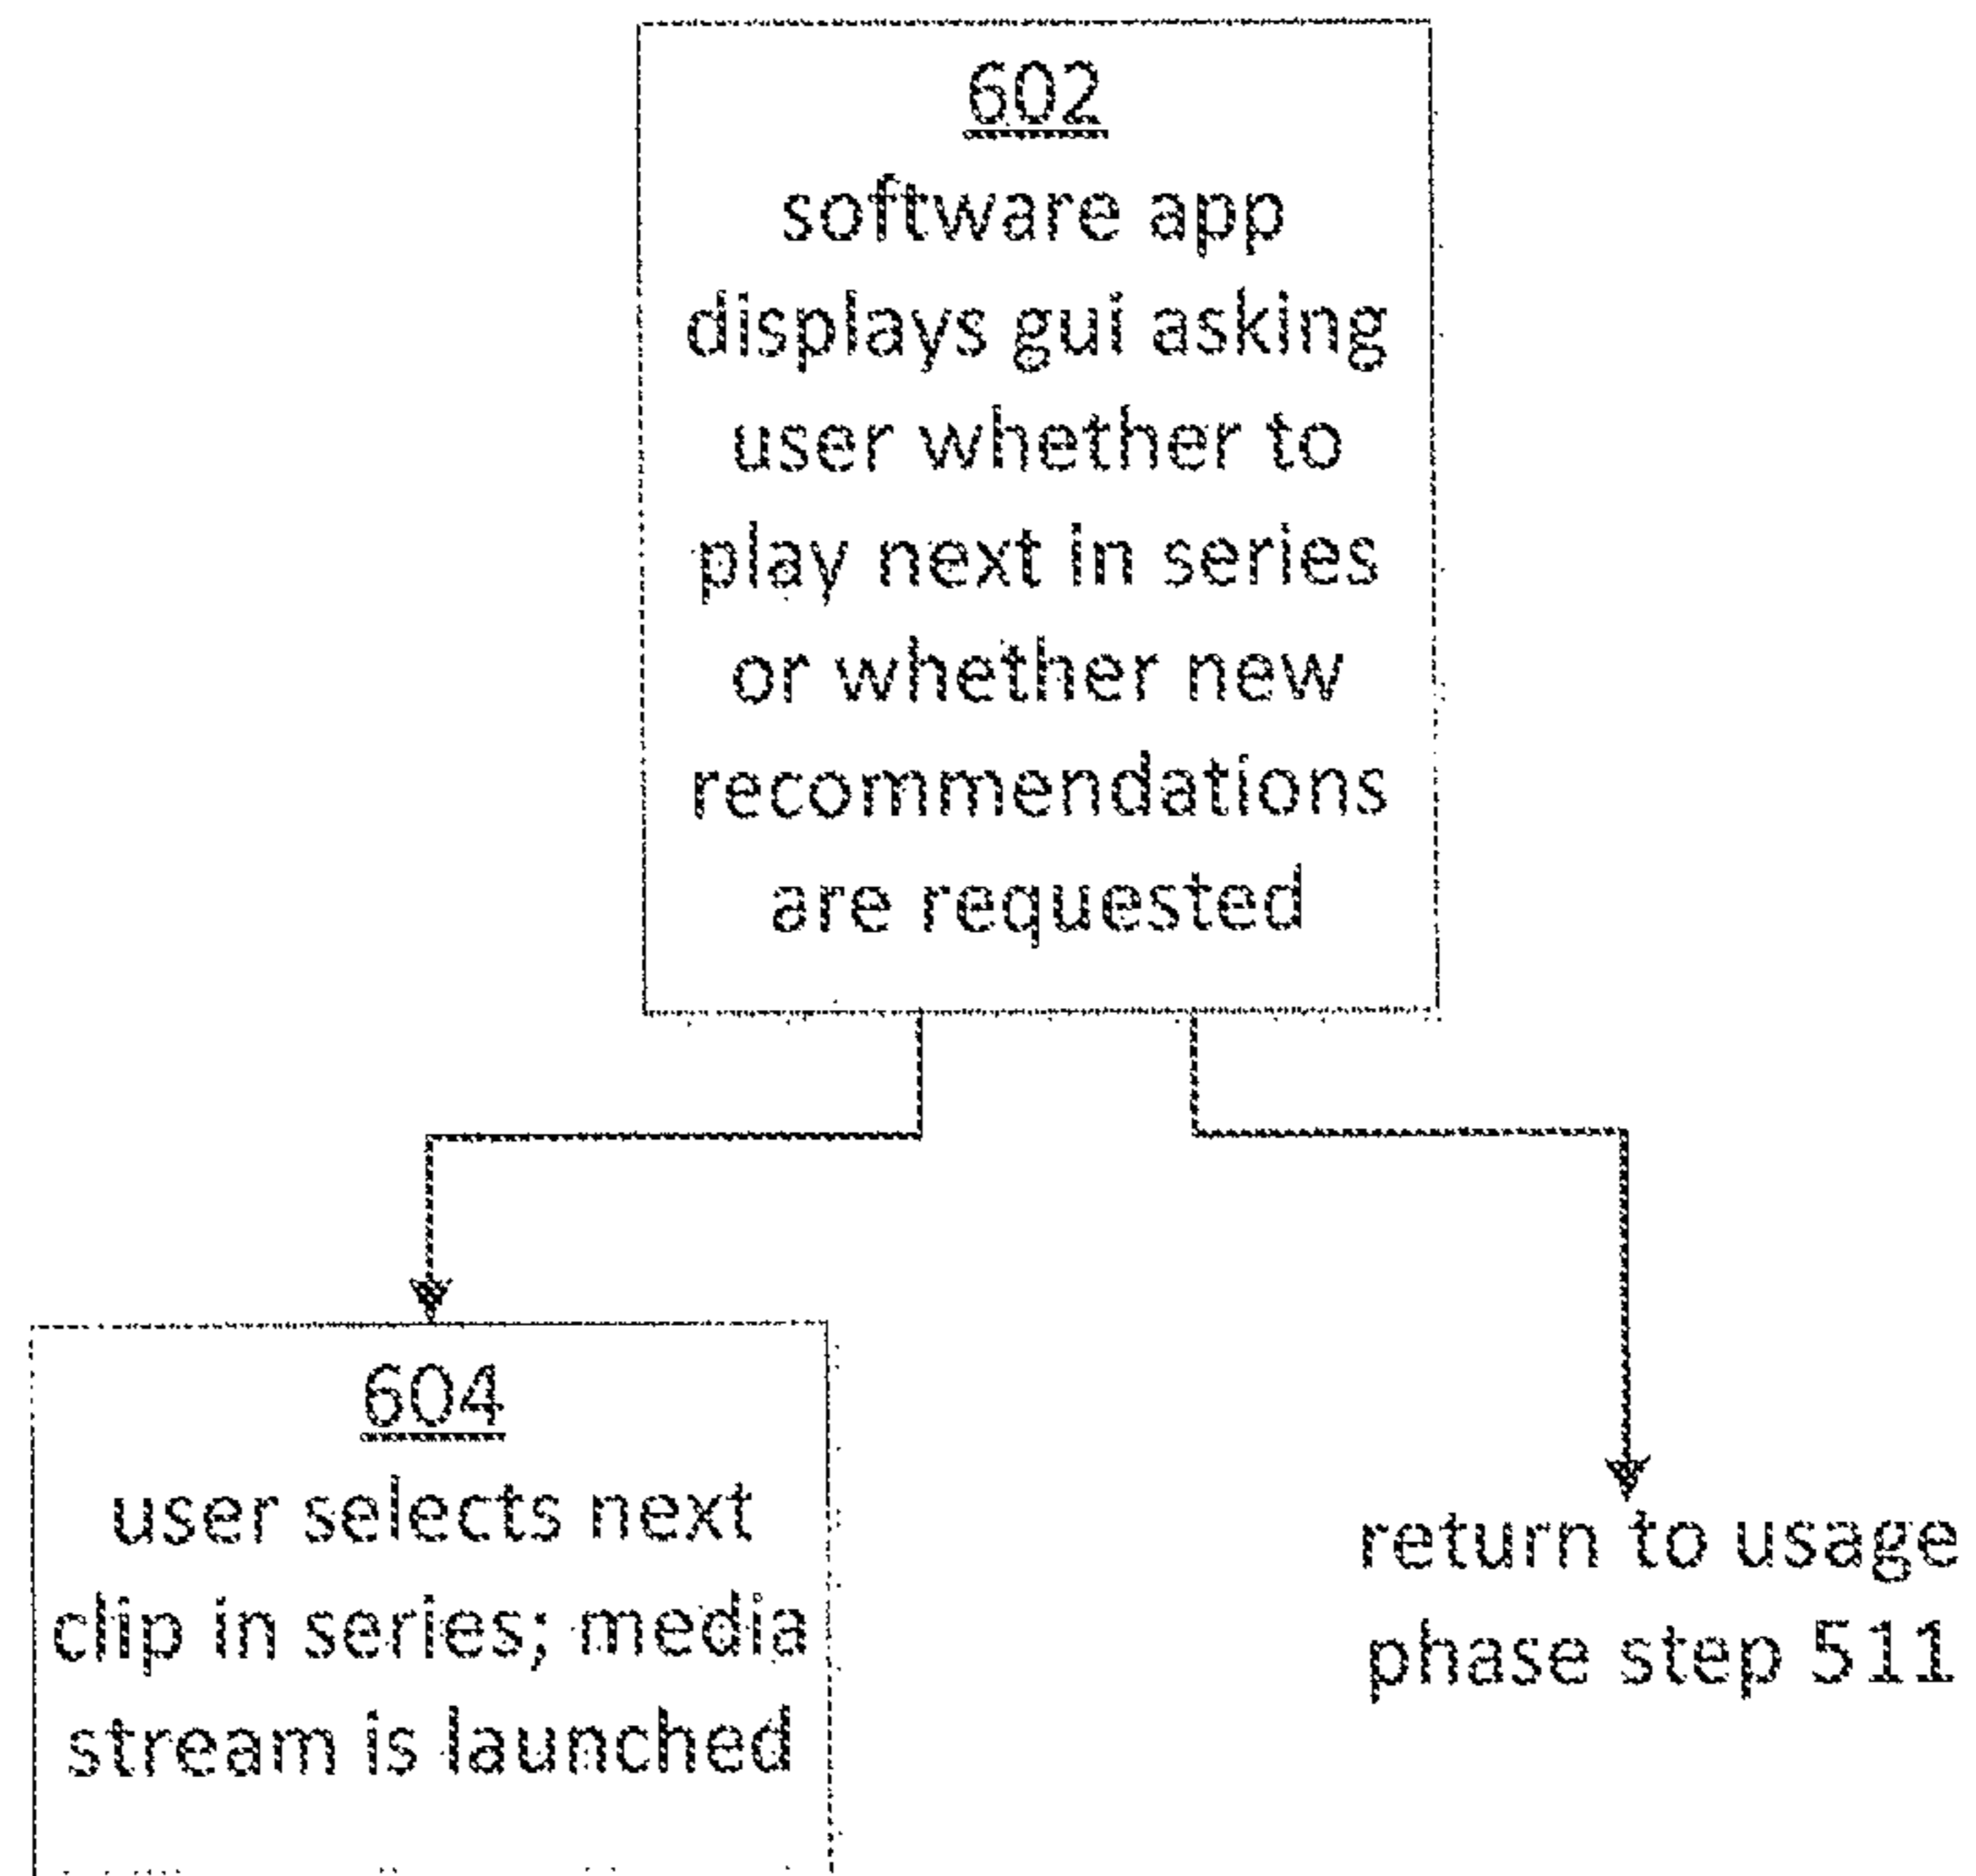 602
software app
displays gui asking
user whether to
play next in series
or whether new
recommendations
are requested
604
user selects next
clip in series; media
stream is launched
return to usage
phase step 511